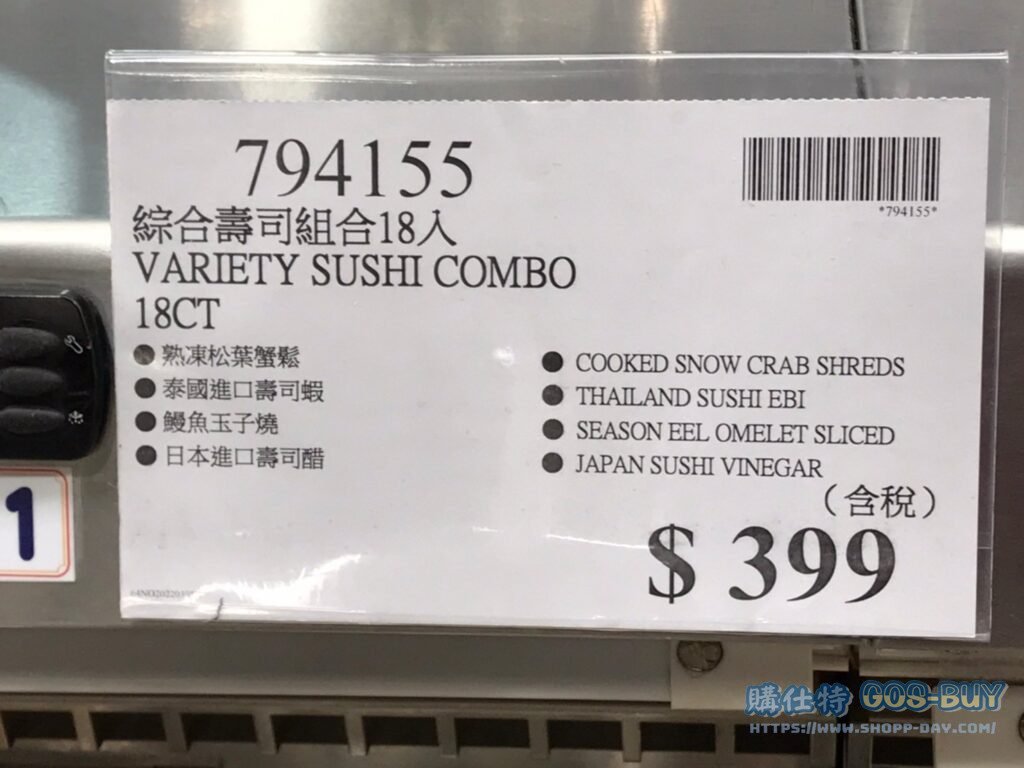 794155
*794155*
綜合壽司組合18入
VARIETY SUSHI COMBO
18CT
● 熟凍松葉蟹鬆
● 泰國進口壽司蝦
● 鰻魚玉子燒
● 日本進口壽司醋
● COOKED SNOW CRAB SHREDS
● THAILAND SUSHI EBI
● SEASON EEL OMELET SLICED
● JAPAN SUSHI VINEGAR
（含稅）
$ 399
1
購仕特 GOS-BUY
HTTPS://WWW.SHOPP-DAY.COM/